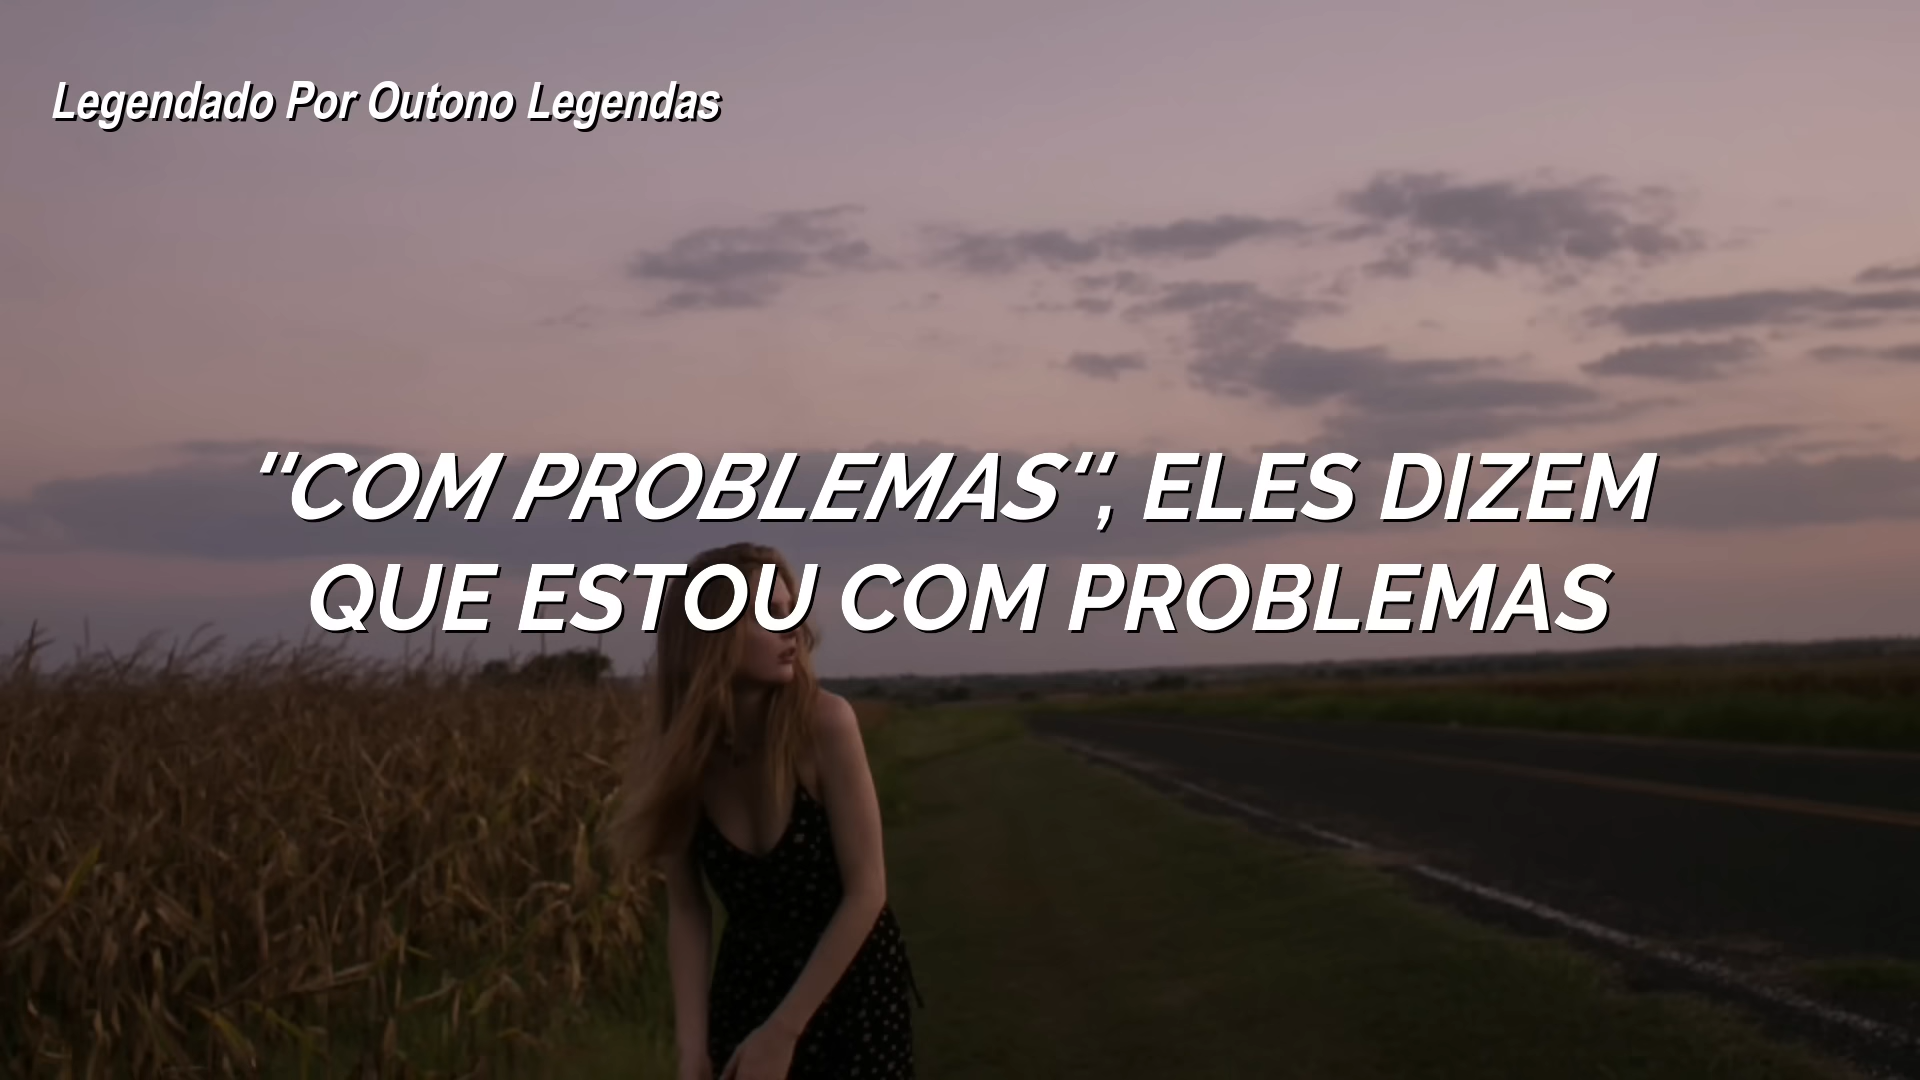 Legendado Por Outono Legendas
"COM PROBLEMAS", ELES DIZEM
QUE ESTOU COM PROBLEMAS